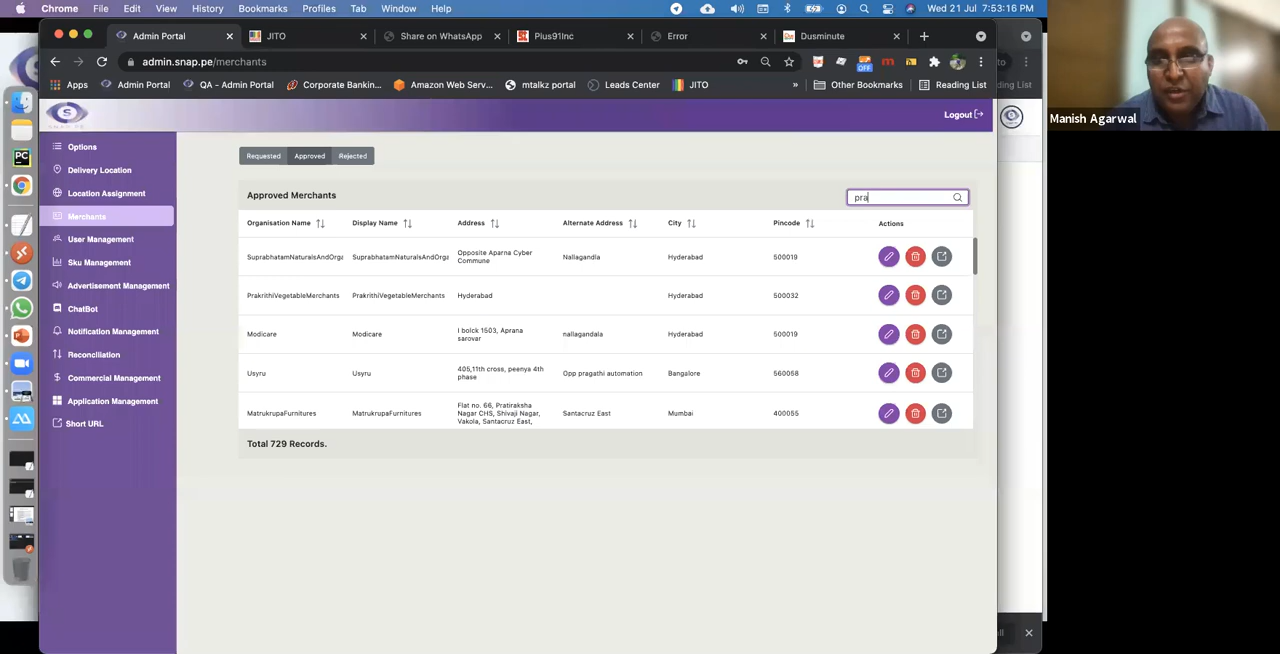 Chrome File Edit View History Bookmarks Profiles Tab Window Help Wed 21 Jul 7:53:16 PM
Admin Portal JITO Share on WhatsApp Pius91Inc Error Dusminute
admin.snap.pe/merchants
Apps Admin Portal QA - Admin Portal Corporate Bankin... Amazon Web Serv... mtalkz portal Leads Center JITO » Other Bookmarks Reading List
Manish Agarwal
Logout
Options
Delivery Location
Location Assignment
Merchants
User Management
Sku Management
Advertisement Management
ChatBot
Notification Management
Reconciliation
Commercial Management
Application Management
Short URL
Requested Approved Rejected
Approved Merchants pra
Organisation Name Display Name Address Alternate Address City Pincode Actions
SuprabhatamNaturalsAndOrga SuprabhatamNaturalsAndOrga Opposite Aparna Cyber Commune Nallagandla Hyderabad 500019
PrakrithiVegetableMerchants PrakrithiVegetableMerchants Hyderabad Hyderabad 500032
Modicare Modicare I bolck 1503, Aprana sarovar nallagandala Hyderabad 500019
Usyru Usyru 405,11th cross, peenya 4th phase Opp pragathi automation Bangalore 560058
MatrukrupaFurnitures MatrukrupaFurnitures Flat no. 66, Pratiraksha Nagar CHS, Shivaji Nagar, Vakola, Santacruz East, Santacruz East Mumbai 400055
Total 729 Records.